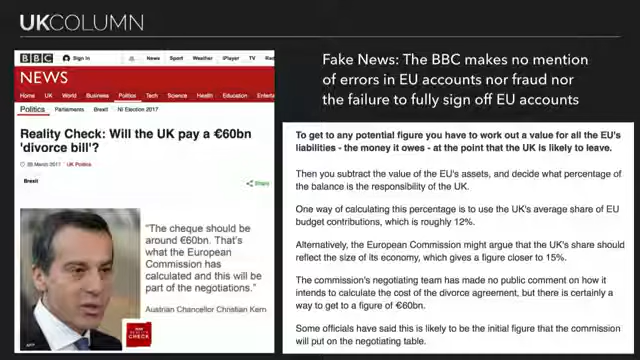 UKCOLUMN
Fake News: The BBC makes no mention
of errors in EU accounts nor fraud nor
the failure to fully sign off EU accounts
BBC Sign in News Sport Weather iPlayer TV
NEWS
Home UK World Business Politics Tech Science Health Education
Politics Parliaments Brexit NI Election 2017
Reality Check: Will the UK pay a €60bn
'divorce bill'?
March 2017 UK Politics
Brexit
Share
"The cheque should be
around €60bn. That's
what the European
Commission has
calculated and this will be
part of the negotiations."
Austrian Chancellor Christian Kern
REALITY
CHECK
To get to any potential figure you have to work out a value for all the EU's
liabilities - the money it owes - at the point that the UK is likely to leave.
Then you subtract the value of the EU's assets, and decide what percentage of
the balance is the responsibility of the UK.
One way of calculating this percentage is to use the UK's average share of EU
budget contributions, which is roughly 12%.
Alternatively, the European Commission might argue that the UK's share should
reflect the size of its economy, which gives a figure closer to 15%.
The commission's negotiating team has made no public comment on how it
intends to calculate the cost of the divorce agreement, but there is certainly a
way to get to a figure of €60bn.
Some officials have said this is likely to be the initial figure that the commission
will put on the negotiating table.